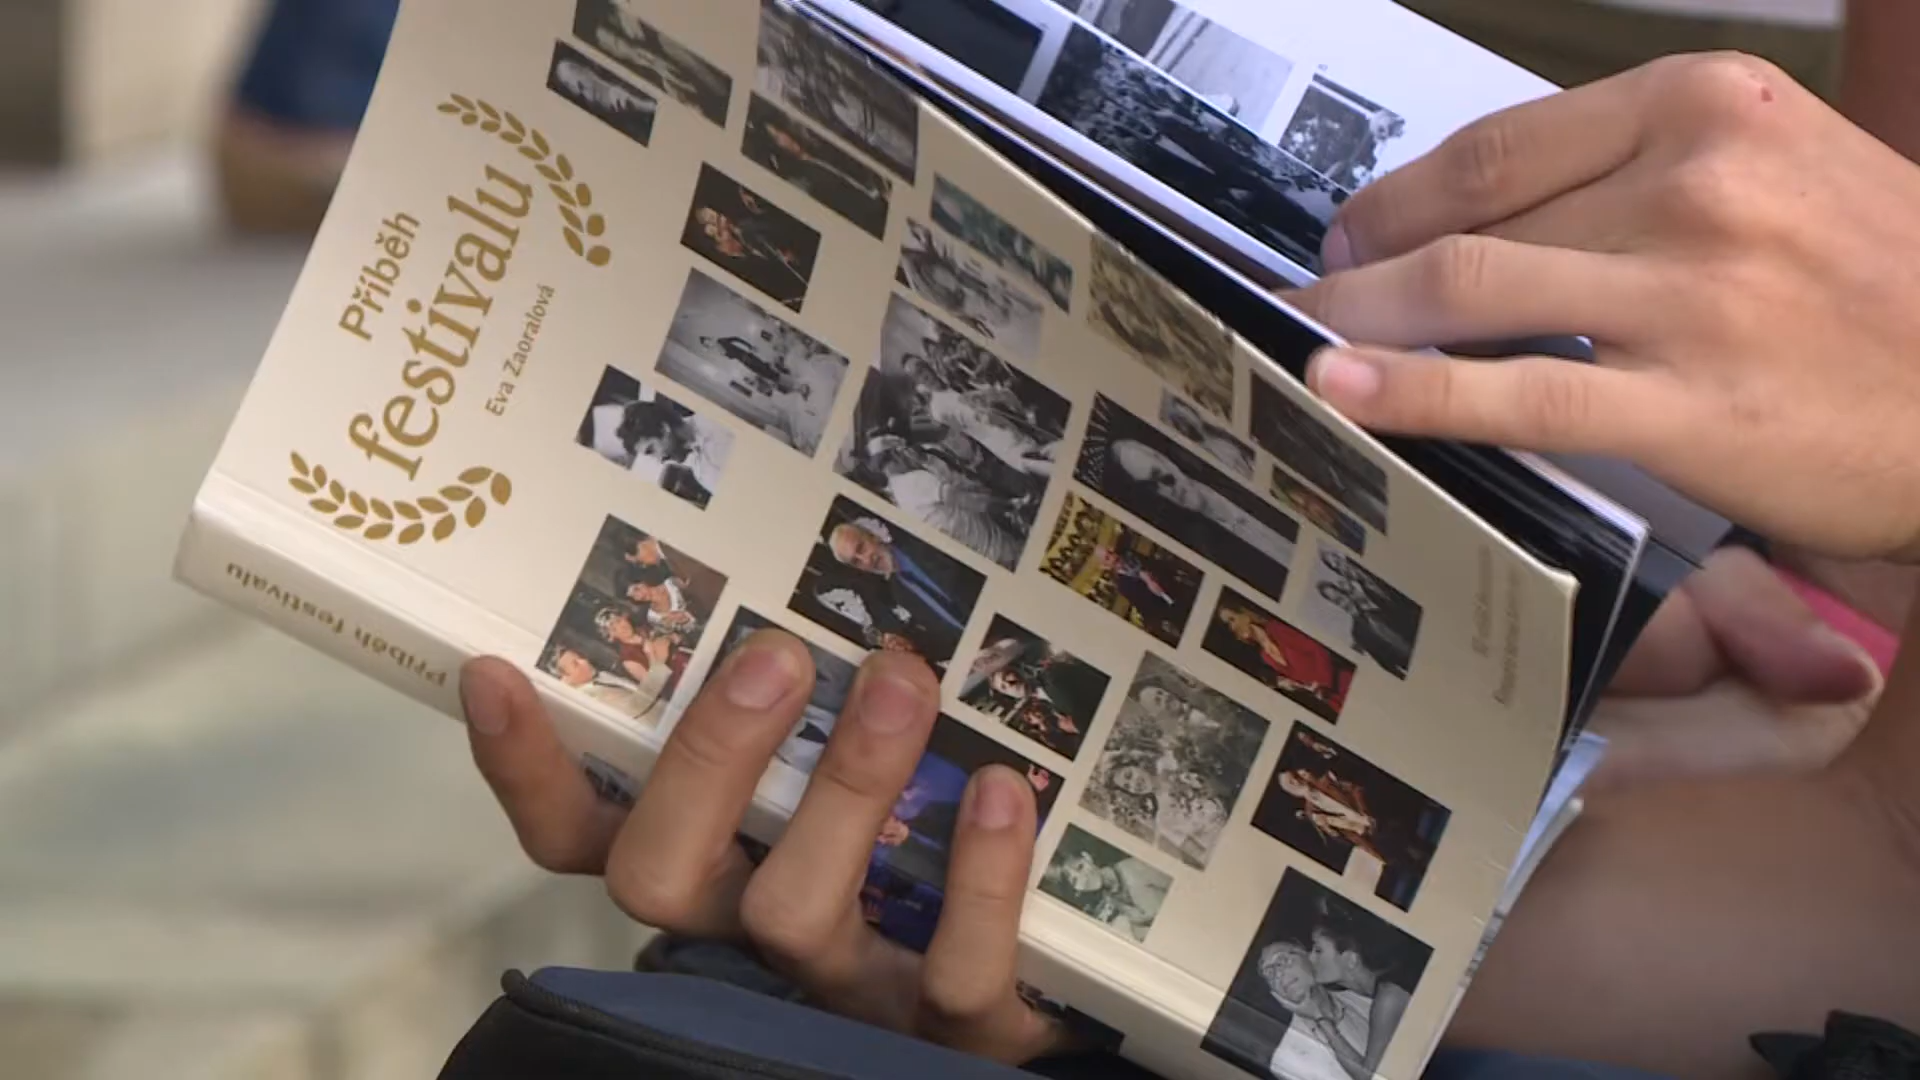 Příběh
festivalu
Eva Zaoralová
Příběh festivalu